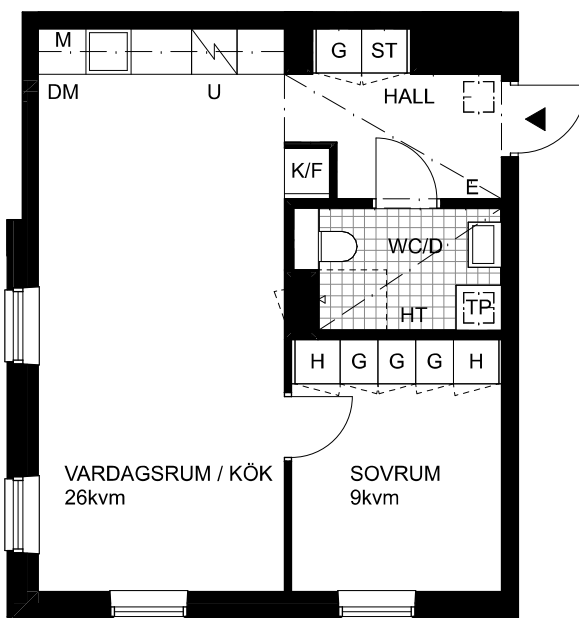 M
G ST
DM
U
HALL
K/F
E
WC/D
HT
TP
H G G G H
VARDAGSRUM / KÖK
26kvm
SOVRUM
9kvm